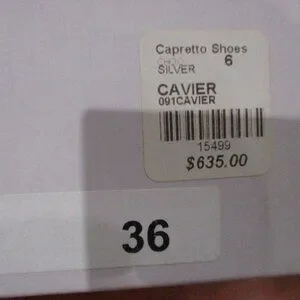 Capretto Shoes
6
SILVER
CAVIER
091CAVIER
15499
$635.00
36